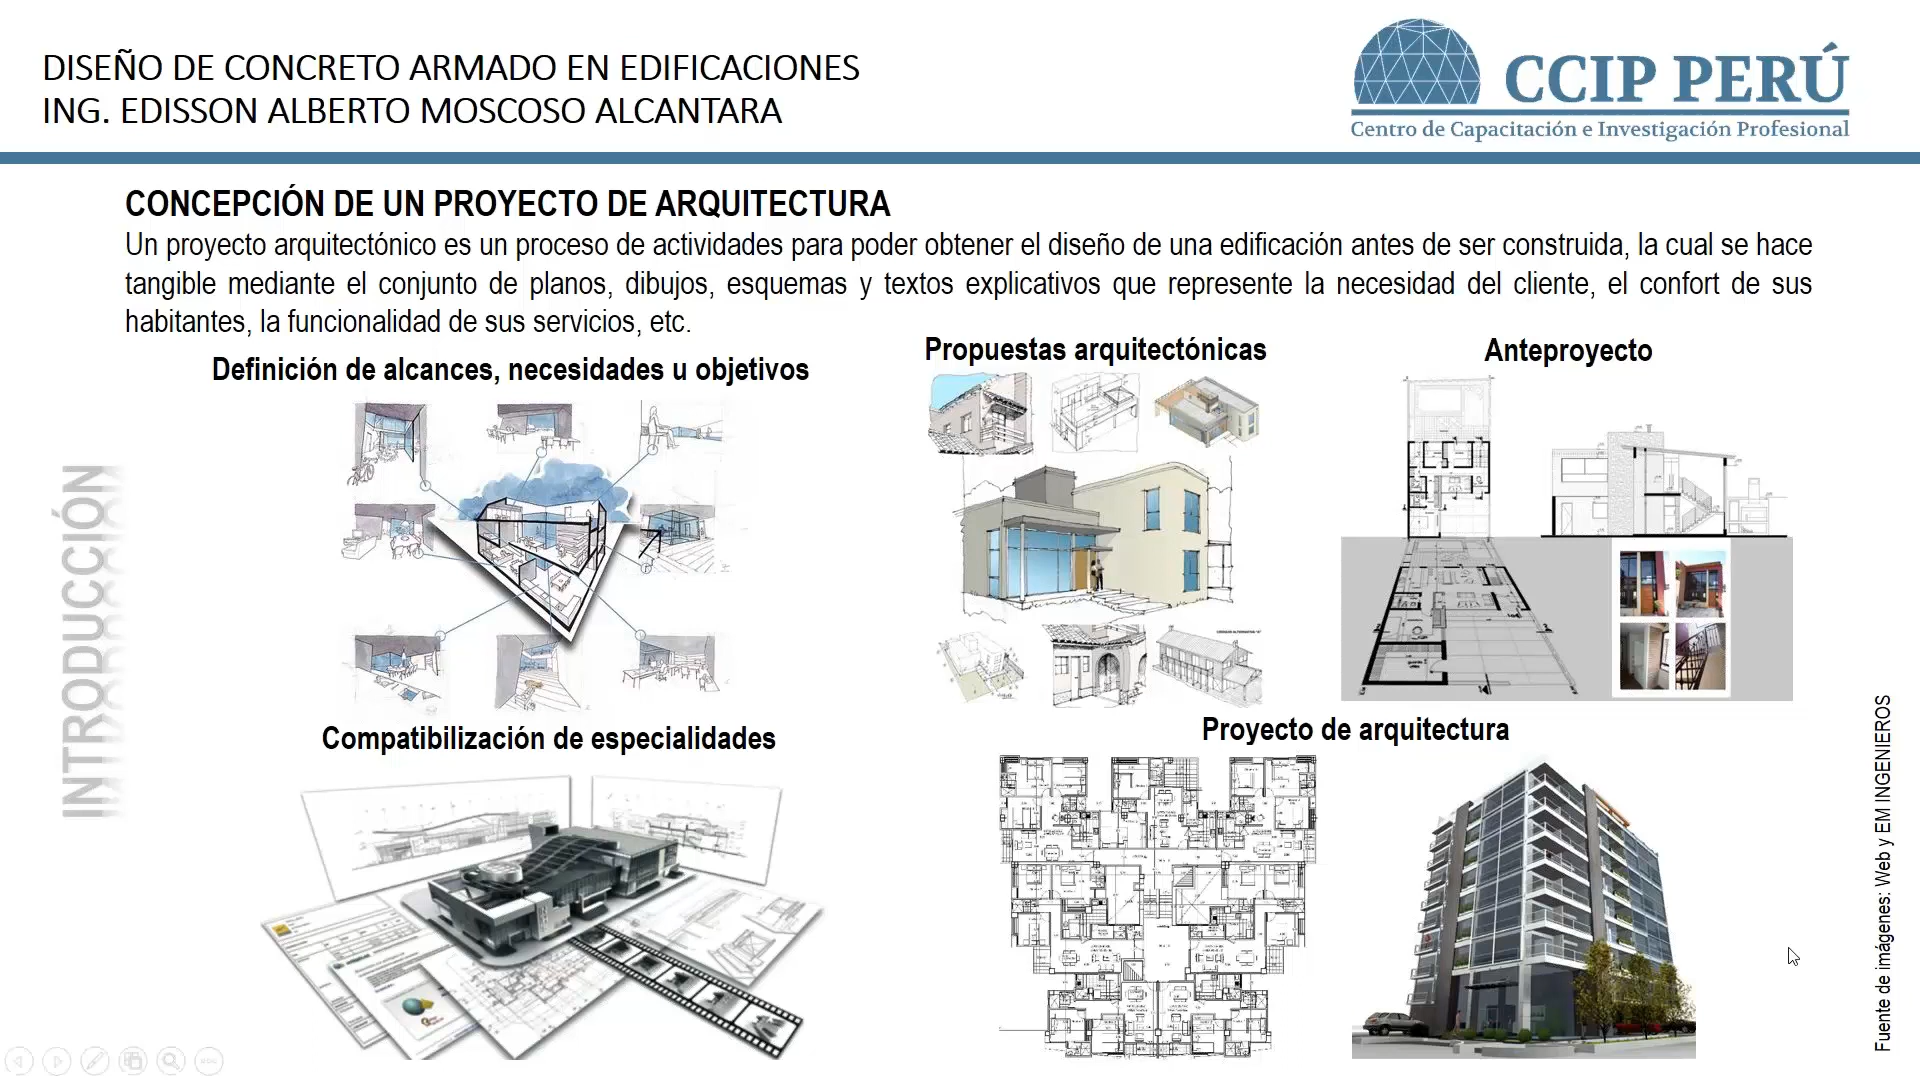 DISEÑO DE CONCRETO ARMADO EN EDIFICACIONES
ING. EDISSON ALBERTO MOSCOSO ALCANTARA
CCIP PERÚ
Centro de Capacitación e Investigación Profesional
CONCEPCIÓN DE UN PROYECTO DE ARQUITECTURA
Un proyecto arquitectónico es un proceso de actividades para poder obtener el diseño de una edificación antes de ser construida, la cual se hace
tangible mediante el conjunto de planos, dibujos, esquemas y textos explicativos que represente la necesidad del cliente, el confort de sus
habitantes, la funcionalidad de sus servicios, etc.
Definición de alcances, necesidades u objetivos
Propuestas arquitectónicas
Anteproyecto
INTRODUCCIÓN
Compatibilización de especialidades
Proyecto de arquitectura
Fuente de imágenes: Web y EM INGENIEROS